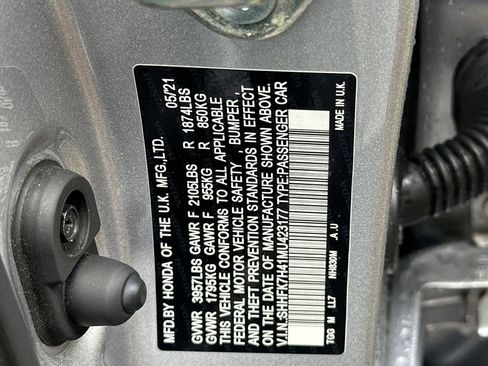 MFD.BY HONDA OF THE U.K. MFG.,LTD. 05/21
GVWR 3957LBS GAWR F 2105LBS R 1874LBS
GVWR 1795KG GAWR F 955KG R 850KG
THIS VEHICLE CONFORMS TO ALL APPLICABLE
FEDERAL MOTOR VEHICLE SAFETY , BUMPER ,
AND THEFT PREVENTION STANDARDS IN EFFECT
ON THE DATE OF MANUFACTURE SHOWN ABOVE.
V.I.N.:SHHFK7H41MU423177 TYPE:PASSENGER CAR
TGG M LL7 NH830M .A .U MADE IN U.K.